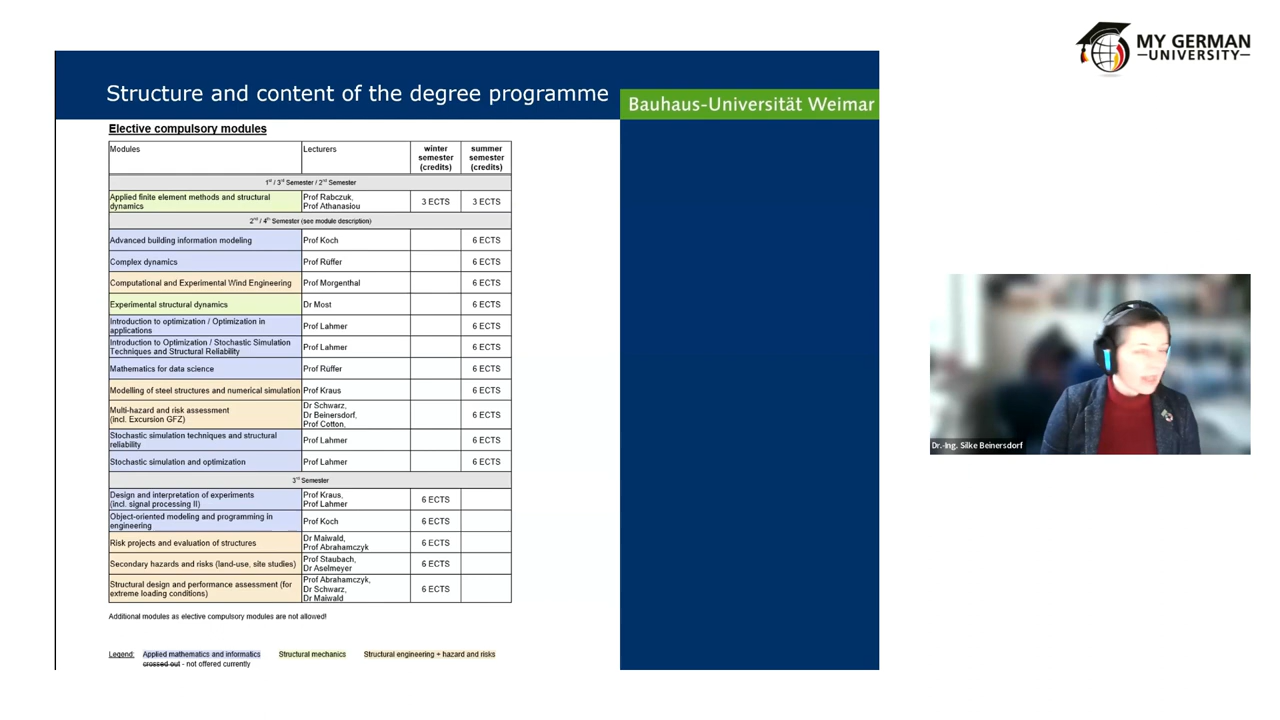 MY GERMAN
UNIVERSITY
Structure and content of the degree programme
Bauhaus-Universität Weimar
Elective compulsory modules
Modules Lecturers winter semester (credits) summer semester (credits)
1st / 3rd Semester / 2nd Semester
Applied finite element methods and structural dynamics Prof Rabczuk, Prof Athanasiou 3 ECTS 3 ECTS
2nd / 4th Semester (see module description)
Advanced building information modeling Prof Koch 6 ECTS
Complex dynamics Prof Rüffer 6 ECTS
Computational and Experimental Wind Engineering Prof Morgenthal 6 ECTS
Experimental structural dynamics Dr Most 6 ECTS
Introduction to optimization / Optimization in applications Prof Lahmer 6 ECTS
Introduction to Optimization / Stochastic Simulation Techniques and Structural Reliability Prof Lahmer 6 ECTS
Mathematics for data science Prof Ruffer 6 ECTS
Modelling of steel structures and numerical simulation Prof Kraus 6 ECTS
Multi-hazard and risk assessment (incl. Excursion GFZ) Dr Schwarz, Dr Beinersdorf, Prof Cotton, 6 ECTS
Stochastic simulation techniques and structural reliability Prof Lahmer 6 ECTS
Stochastic simulation and optimization Prof Lahmer 6 ECTS
3rd Semester
Design and interpretation of experiments (incl. signal processing II) Prof Kraus, Prof Lahmer 6 ECTS
Object-oriented modeling and programming in engineering Prof Koch 6 ECTS
Risk projects and evaluation of structures Dr Maiwald, Prof Abrahamczyk 6 ECTS
Secondary hazards and risks (land-use, site studies) Prof Staubach, Dr Aselmeyer 6 ECTS
Structural design and performance assessment (for extreme loading conditions) Prof Abrahamczyk, Dr Schwarz, Dr Maiwald 6 ECTS
Additional modules as elective compulsory modules are not allowed!
Legend: Applied mathematics and informatics Structural mechanics Structural engineering + hazard and risks
crossed out - not offered currently
Dr.-Ing. Silke Beinersdorf